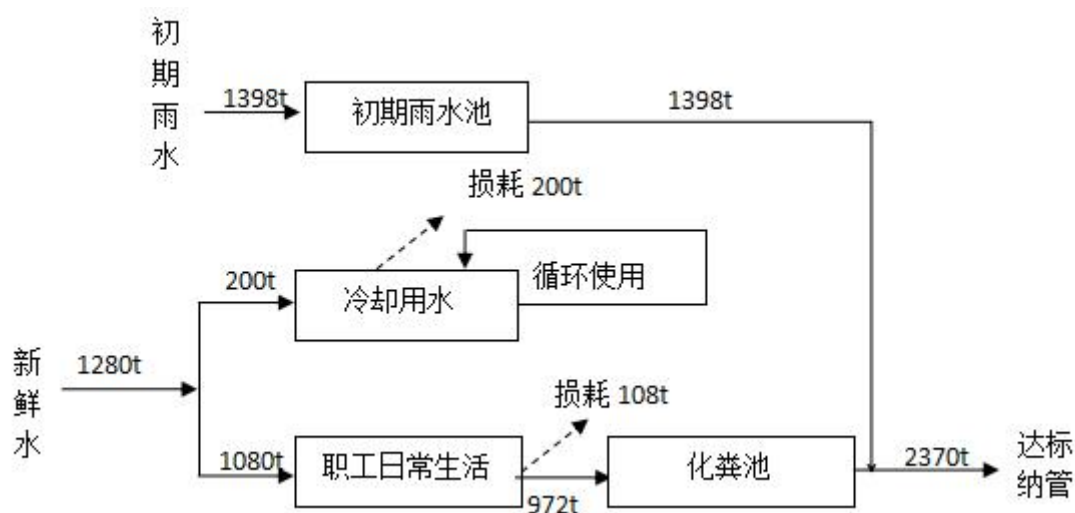 初期雨水
1398t
初期雨水池
1398t
损耗 200t
200t
冷却用水
循环使用
新鲜水
1280t
损耗 108t
1080t
职工日常生活
972t
化粪池
2370t
达标
纳管